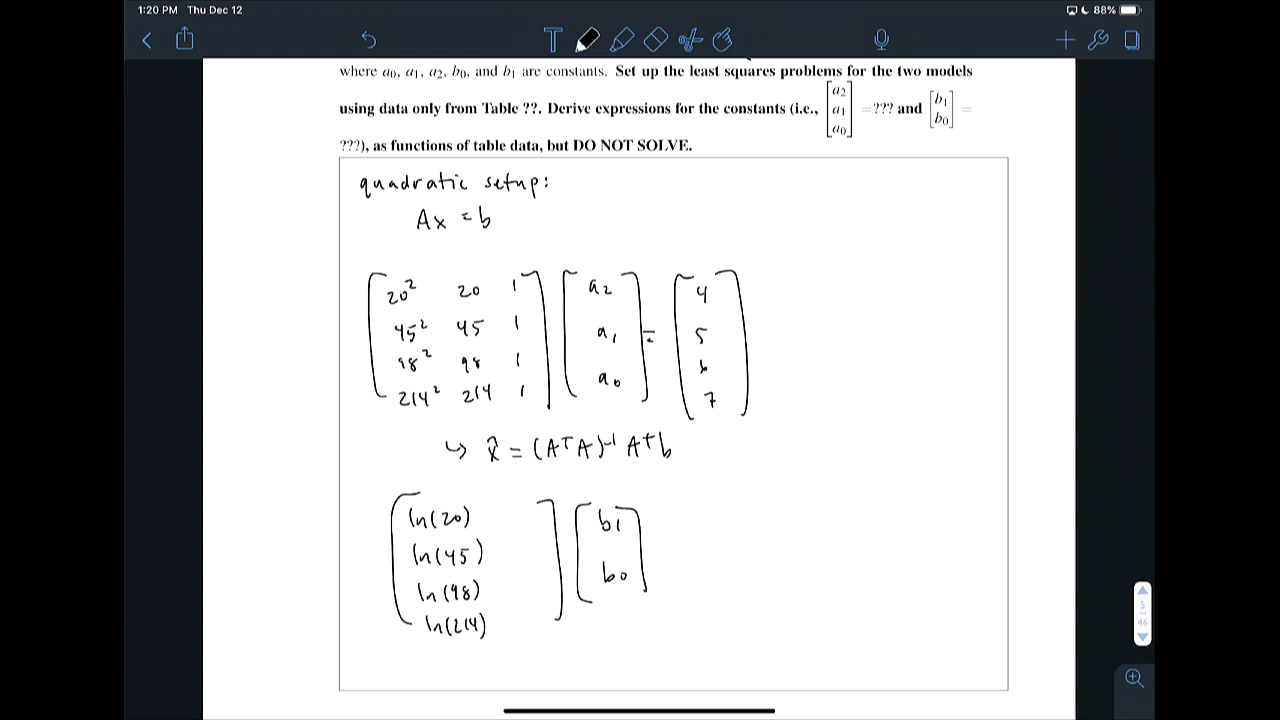 1:20 PM Thu Dec 12
88%
where a₀, a₁, a₂, b₀, and b₁ are constants. Set up the least squares problems for the two models
using data only from Table ??. Derive expressions for the constants (i.e., [a₂ a₁ a₀] =??? and [b₁ b₀] =
???), as functions of table data, but DO NOT SOLVE.
quadratic setup:
Ax = b
20² 20 1 a₂ 4
45² 45 1 a₁ = 5
98² 98 1 6
214² 214 1 a₀ 7
↳ x̂ = (AᵀA)⁻¹ Aᵀb
ln(20) b₁
ln(45)
ln(98) b₀
ln(214)
5
46